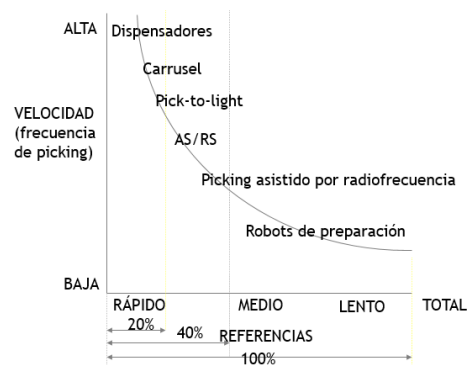 ALTA
Dispensadores
Carrusel
Pick-to-light
VELOCIDAD
(frecuencia
de picking)
AS/RS
Picking asistido por radiofrecuencia
Robots de preparación
BAJA
RÁPIDO MEDIO LENTO TOTAL
20%
40% REFERENCIAS
100%